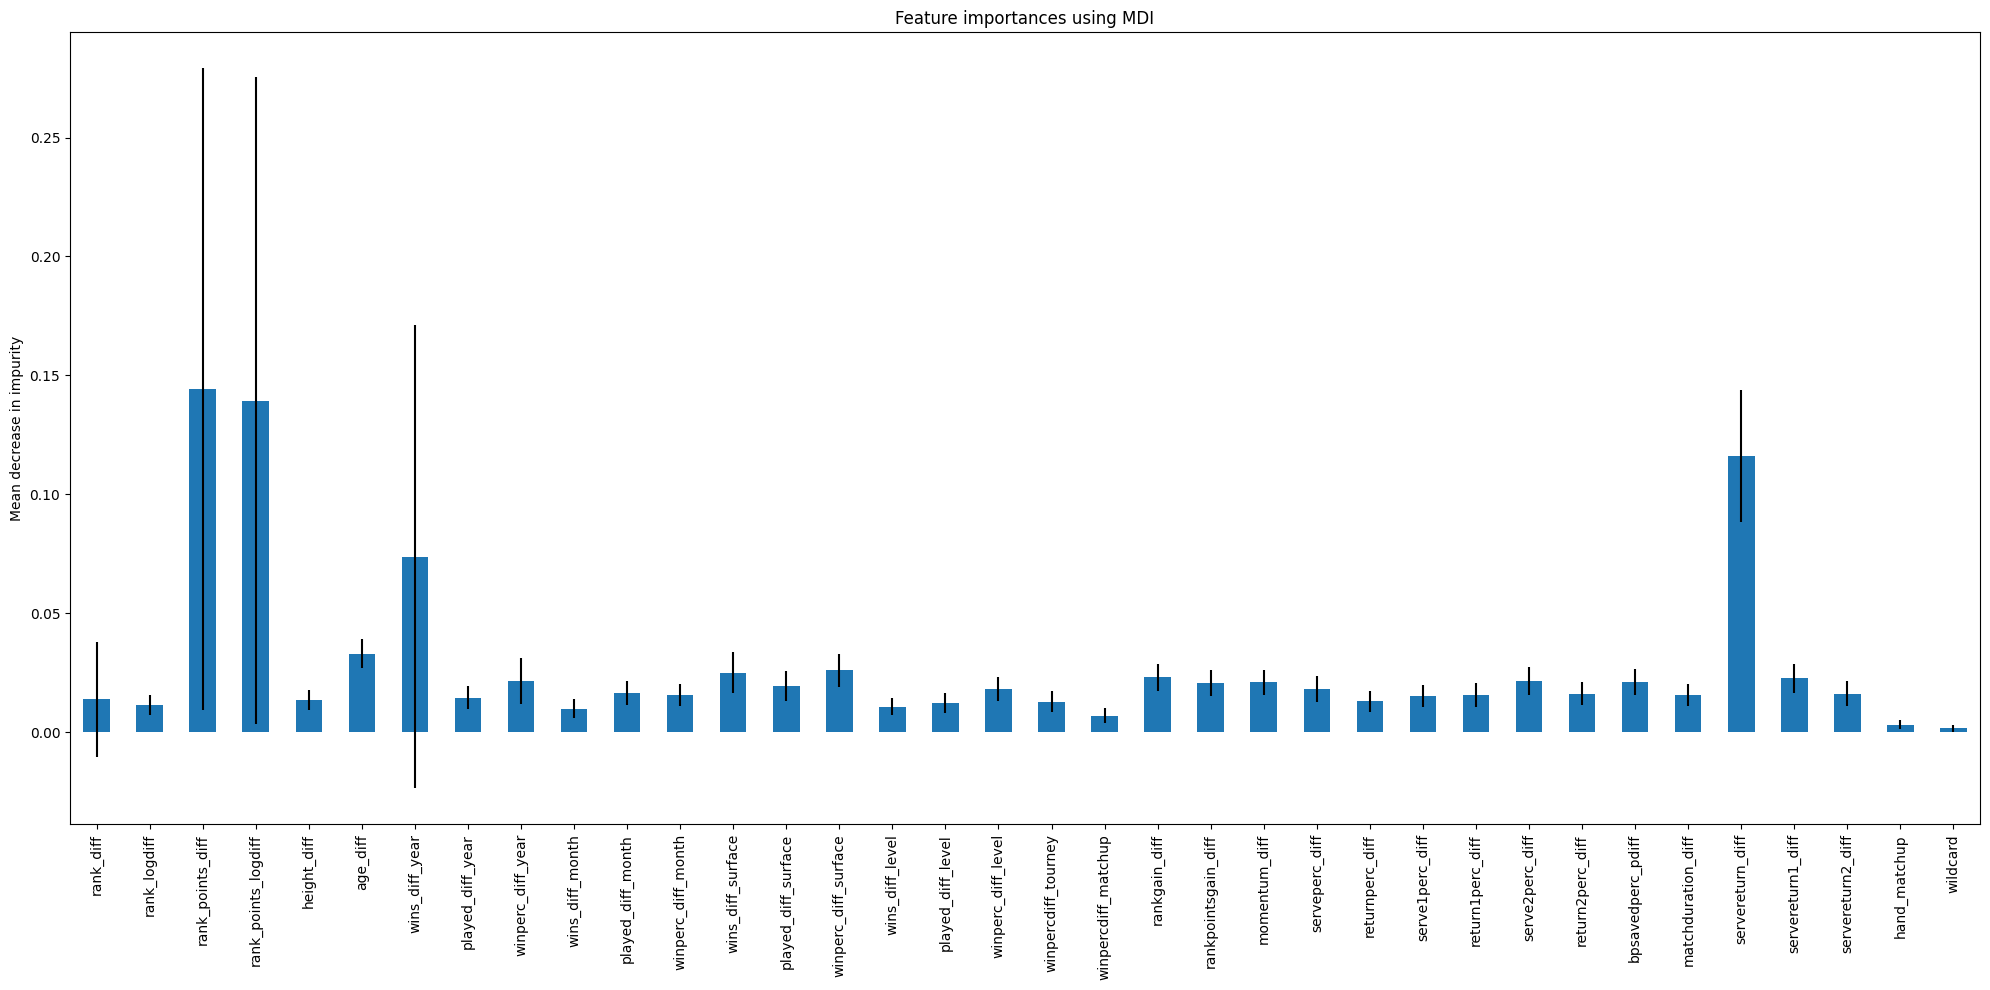 Feature importances using MDI
Mean decrease in impurity
0.25
0.20
0.15
0.10
0.05
0.00
rank_diff
rank_logdiff
rank_points_diff
rank_points_logdiff
height_diff
age_diff
wins_diff_year
played_diff_year
winperc_diff_year
wins_diff_month
played_diff_month
winperc_diff_month
wins_diff_surface
played_diff_surface
winperc_diff_surface
wins_diff_level
played_diff_level
winperc_diff_level
winpercdiff_tourney
winpercdiff_matchup
rankgain_diff
rankpointsgain_diff
momentum_diff
serveperc_diff
returnperc_diff
serve1perc_diff
return1perc_diff
serve2perc_diff
return2perc_diff
bpsavedperc_pdiff
matchduration_diff
servereturn_diff
servereturn1_diff
servereturn2_diff
hand_matchup
wildcard